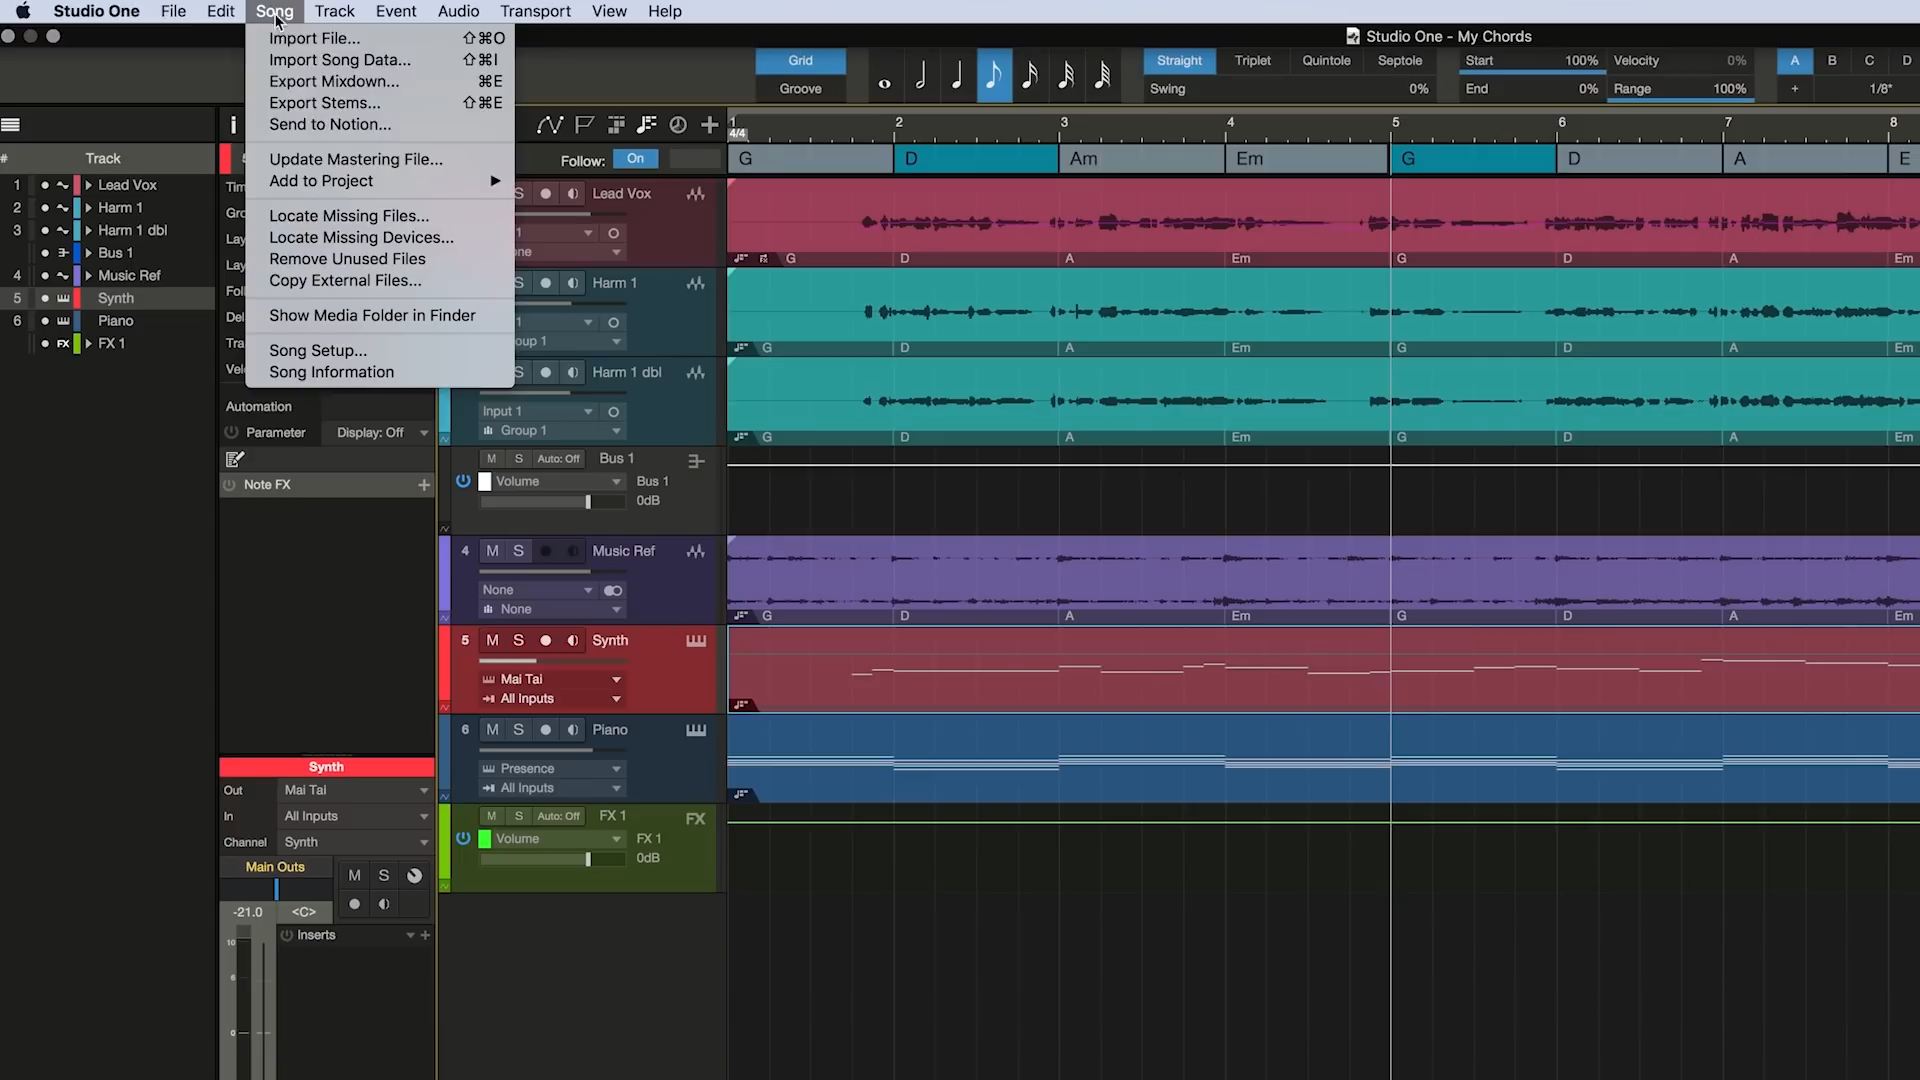 Studio One File Edit Song Track Event Audio Transport View Help
Studio One - My Chords
Import File... ⇧⌘O
Import Song Data... ⇧⌘I
Export Mixdown... ⌘E
Export Stems... ⇧⌘E
Send to Notion...
Update Mastering File...
Add to Project
Locate Missing Files...
Locate Missing Devices...
Remove Unused Files
Copy External Files...
Show Media Folder in Finder
Song Setup...
Song Information
Grid
Groove
Straight Triplet Quintole Septole
Swing 0%
Start 100%
End 0%
Velocity 0%
Range 100%
A B C D
+ 1/8*
# Track
1 Lead Vox
2 Harm 1
3 Harm 1 dbl
Bus 1
4 Music Ref
5 Synth
6 Piano
FX FX 1
Follow: On
1 2 3 4 5 6 7 8
4/4
G D Am Em G D A E
S Lead Vox
G D A Em G D A Em
S Harm 1
G D A Em G D A Em
S Harm 1 dbl
Input 1
Group 1
G D A Em G D A Em
Automation
Parameter Display: Off
Note FX +
M S Auto: Off Bus 1
Volume Bus 1
0dB
4 M S Music Ref
None
None
G D A Em G D A Em
5 M S Synth
Mai Tai
All Inputs
6 M S Piano
Presence
All Inputs
M S Auto: Off FX 1 FX
Volume FX 1
0dB
Synth
Out Mai Tai
In All Inputs
Channel Synth
Main Outs
M S
-21.0 <C>
Inserts
10
6
0